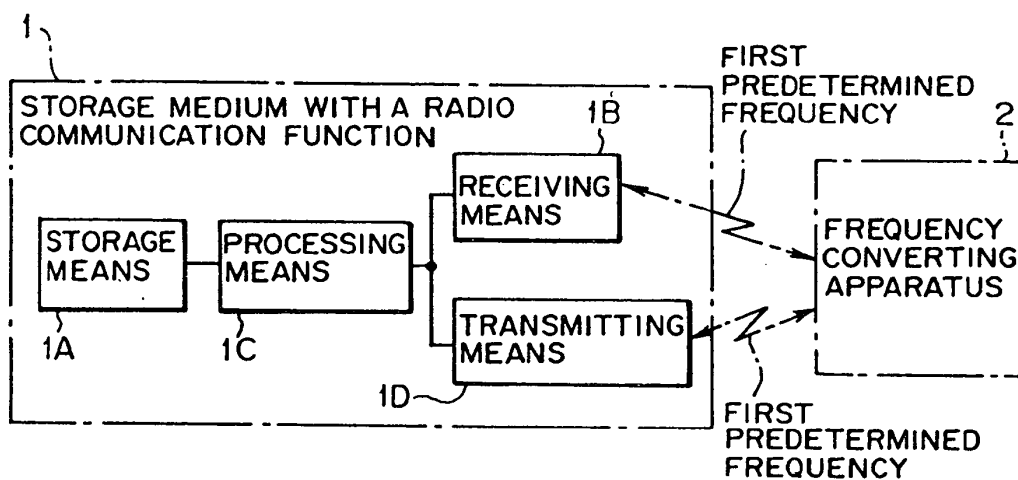 1
STORAGE MEDIUM WITH A RADIO
COMMUNICATION FUNCTION
1B
FIRST
PREDETERMINED
FREQUENCY
2
RECEIVING
MEANS
STORAGE
MEANS
PROCESSING
MEANS
FREQUENCY
CONVERTING
APPARATUS
1A
1C
TRANSMITTING
MEANS
1D
FIRST
PREDETERMINED
FREQUENCY